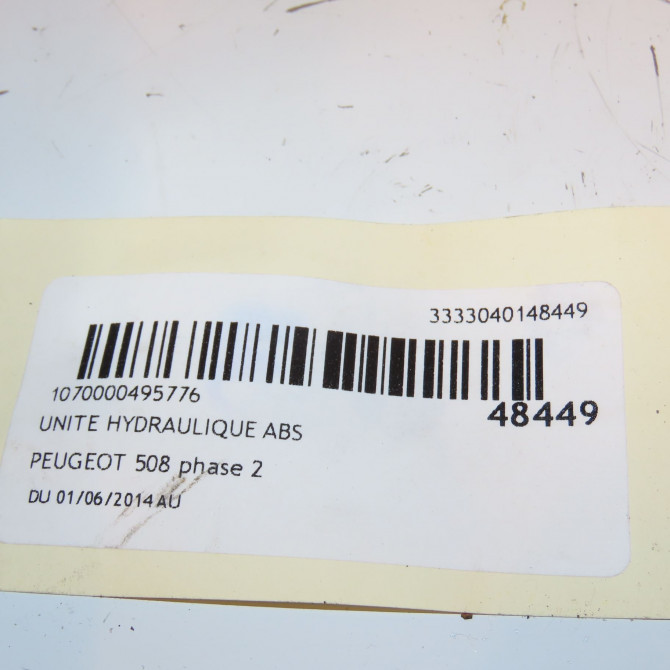 3333040148449
1070000495776
48449
UNITE HYDRAULIQUE ABS
PEUGEOT 508 phase 2
DU 01/06/2014 AU